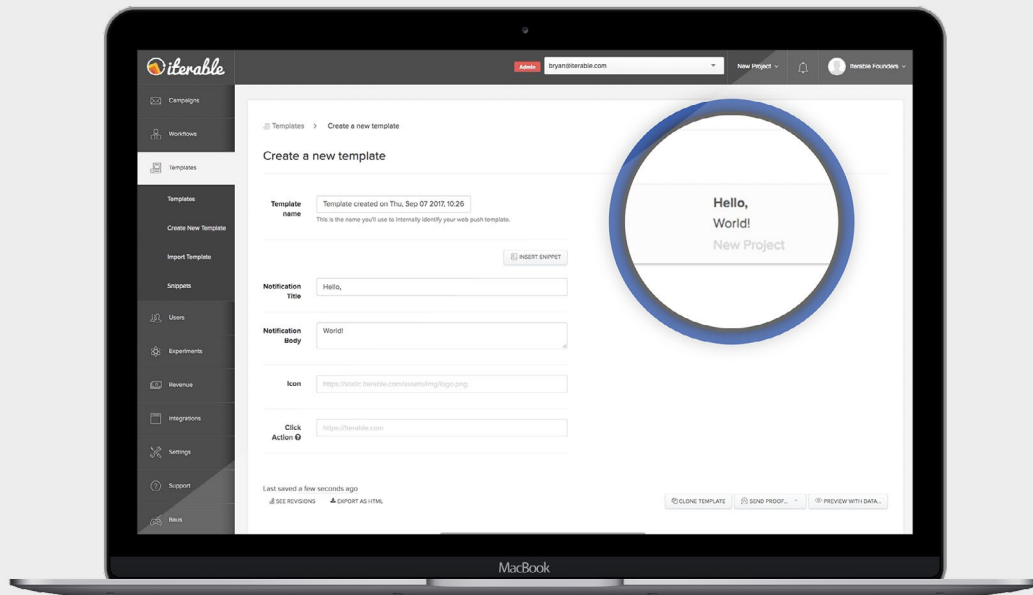 iterable
Admin
bryan@iterable.com
New Project
Iterable Founders
Campaigns
Workflows
Templates
Templates
Create New Template
Import Template
Snippets
Users
Experiments
Revenue
Integrations
Settings
Support
Templates > Create a new template
Create a new template
Template name
Template created on Thu, Sep 07 2017, 10:26
This is the name you'll use to internally identify your web push template.
INSERT SNIPPET
Notification Title
Hello,
Notification Body
World!
Icon
https://static.iterable.com/assets/img/logo.png
Click Action
https://iterable.com
Last saved a few seconds ago
SEE REVISIONS
EXPORT AS HTML
CLONE TEMPLATE
SEND PROOF...
PREVIEW WITH DATA...
Hello,
World!
New Project
MacBook